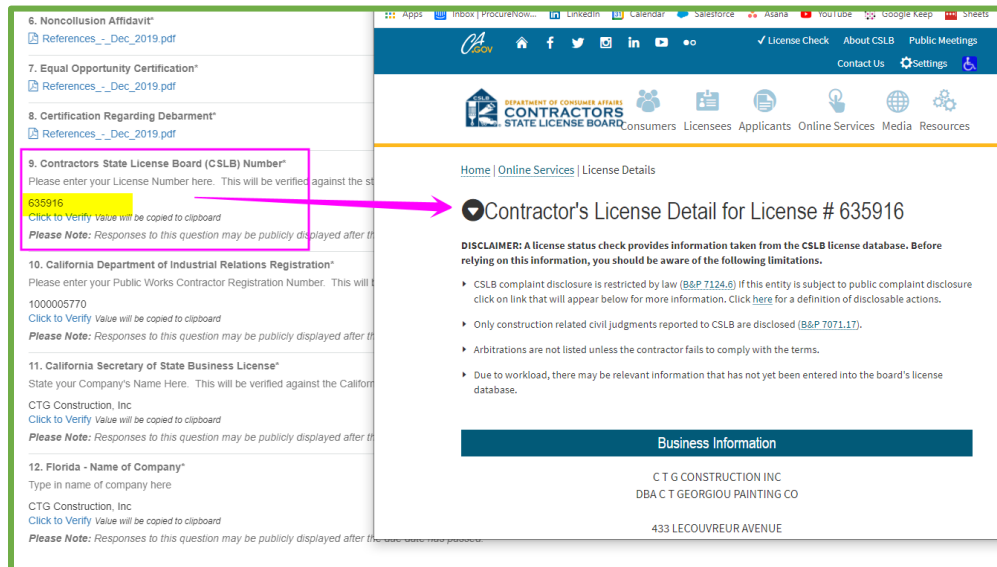 6. Noncollusion Affidavit*
References_-_Dec_2019.pdf
7. Equal Opportunity Certification*
References_-_Dec_2019.pdf
8. Certification Regarding Debarment*
References_-_Dec_2019.pdf
9. Contractors State License Board (CSLB) Number*
Please enter your License Number here. This will be verified against the st
635916
Click to Verify Value will be copied to clipboard
Please Note: Responses to this question may be publicly displayed after th
10. California Department of Industrial Relations Registration*
Please enter your Public Works Contractor Registration Number. This will
1000005770
Click to Verify Value will be copied to clipboard
Please Note: Responses to this question may be publicly displayed after th
11. California Secretary of State Business License*
State your Company's Name Here. This will be verified against the Californ
CTG Construction, Inc
Click to Verify Value will be copied to clipboard
Please Note: Responses to this question may be publicly displayed after th
12. Florida - Name of Company*
Type in name of company here
CTG Construction, Inc
Click to Verify Value will be copied to clipboard
Please Note: Responses to this question may be publicly displayed after the due date has passed.
Apps Inbox | ProcureNow... LinkedIn Calendar Salesforce Asana YouTube Google Keep Sheets
CA.GOV License Check About CSLB Public Meetings
Contact Us Settings
CSLB
DEPARTMENT OF CONSUMER AFFAIRS
CONTRACTORS
STATE LICENSE BOARD
Consumers Licensees Applicants Online Services Media Resources
Home | Online Services | License Details
Contractor's License Detail for License # 635916
DISCLAIMER: A license status check provides information taken from the CSLB license database. Before
relying on this information, you should be aware of the following limitations.
CSLB complaint disclosure is restricted by law (B&P 7124.6) If this entity is subject to public complaint disclosure
click on link that will appear below for more information. Click here for a definition of disclosable actions.
Only construction related civil judgments reported to CSLB are disclosed (B&P 7071.17).
Arbitrations are not listed unless the contractor fails to comply with the terms.
Due to workload, there may be relevant information that has not yet been entered into the board's license
database.
Business Information
C T G CONSTRUCTION INC
DBA C T GEORGIOU PAINTING CO
433 LECOUVREUR AVENUE